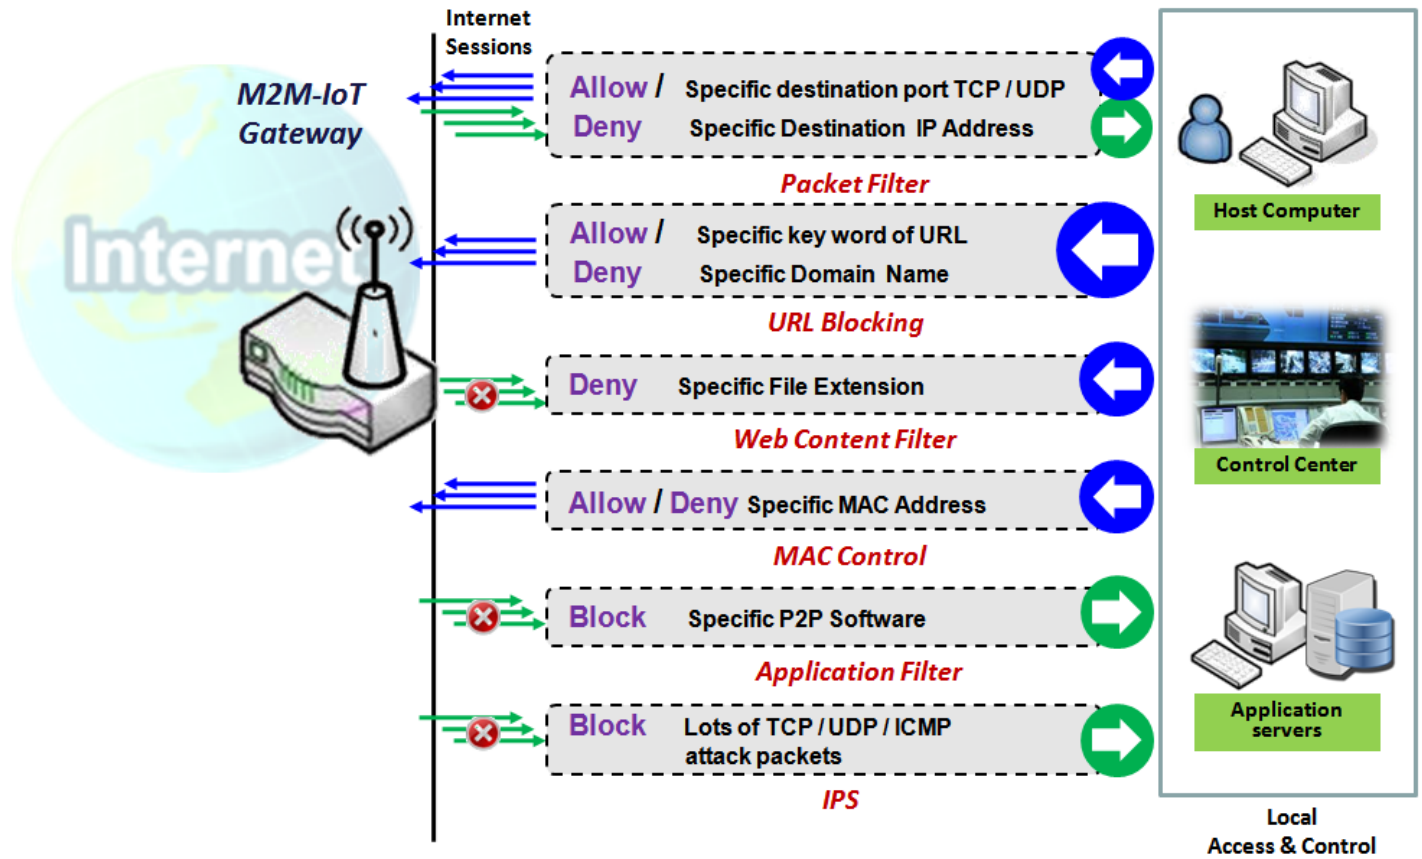 Internet
Sessions
M2M-IoT
Gateway
Internet
Allow / Specific destination port TCP / UDP
Deny Specific Destination IP Address
Packet Filter
Allow / Specific key word of URL
Deny Specific Domain Name
URL Blocking
Deny Specific File Extension
Web Content Filter
Allow / Deny Specific MAC Address
MAC Control
Block Specific P2P Software
Application Filter
Block Lots of TCP / UDP / ICMP
attack packets
IPS
Host Computer
Control Center
Application
servers
Local
Access & Control